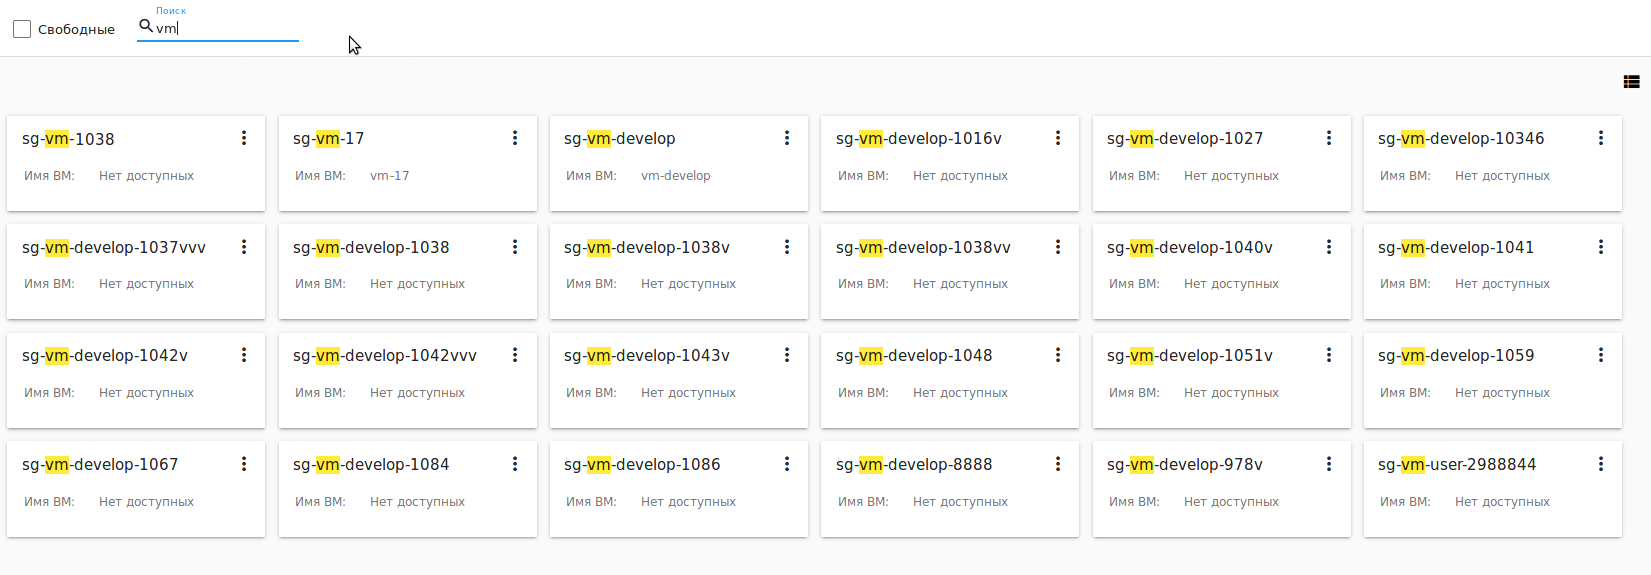 Поиск
Свободные vm
sg-vm-1038 sg-vm-17 sg-vm-develop sg-vm-develop-1016v sg-vm-develop-1027 sg-vm-develop-10346
Имя ВМ: Нет доступных Имя ВМ: vm-17 Имя ВМ: vm-develop Имя ВМ: Нет доступных Имя ВМ: Нет доступных Имя ВМ: Нет доступных
sg-vm-develop-1037vvv sg-vm-develop-1038 sg-vm-develop-1038v sg-vm-develop-1038vv sg-vm-develop-1040v sg-vm-develop-1041
Имя ВМ: Нет доступных Имя ВМ: Нет доступных Имя ВМ: Нет доступных Имя ВМ: Нет доступных Имя ВМ: Нет доступных Имя ВМ: Нет доступных
sg-vm-develop-1042v sg-vm-develop-1042vvv sg-vm-develop-1043v sg-vm-develop-1048 sg-vm-develop-1051v sg-vm-develop-1059
Имя ВМ: Нет доступных Имя ВМ: Нет доступных Имя ВМ: Нет доступных Имя ВМ: Нет доступных Имя ВМ: Нет доступных Имя ВМ: Нет доступных
sg-vm-develop-1067 sg-vm-develop-1084 sg-vm-develop-1086 sg-vm-develop-8888 sg-vm-develop-978v sg-vm-user-2988844
Имя ВМ: Нет доступных Имя ВМ: Нет доступных Имя ВМ: Нет доступных Имя ВМ: Нет доступных Имя ВМ: Нет доступных Имя ВМ: Нет доступных